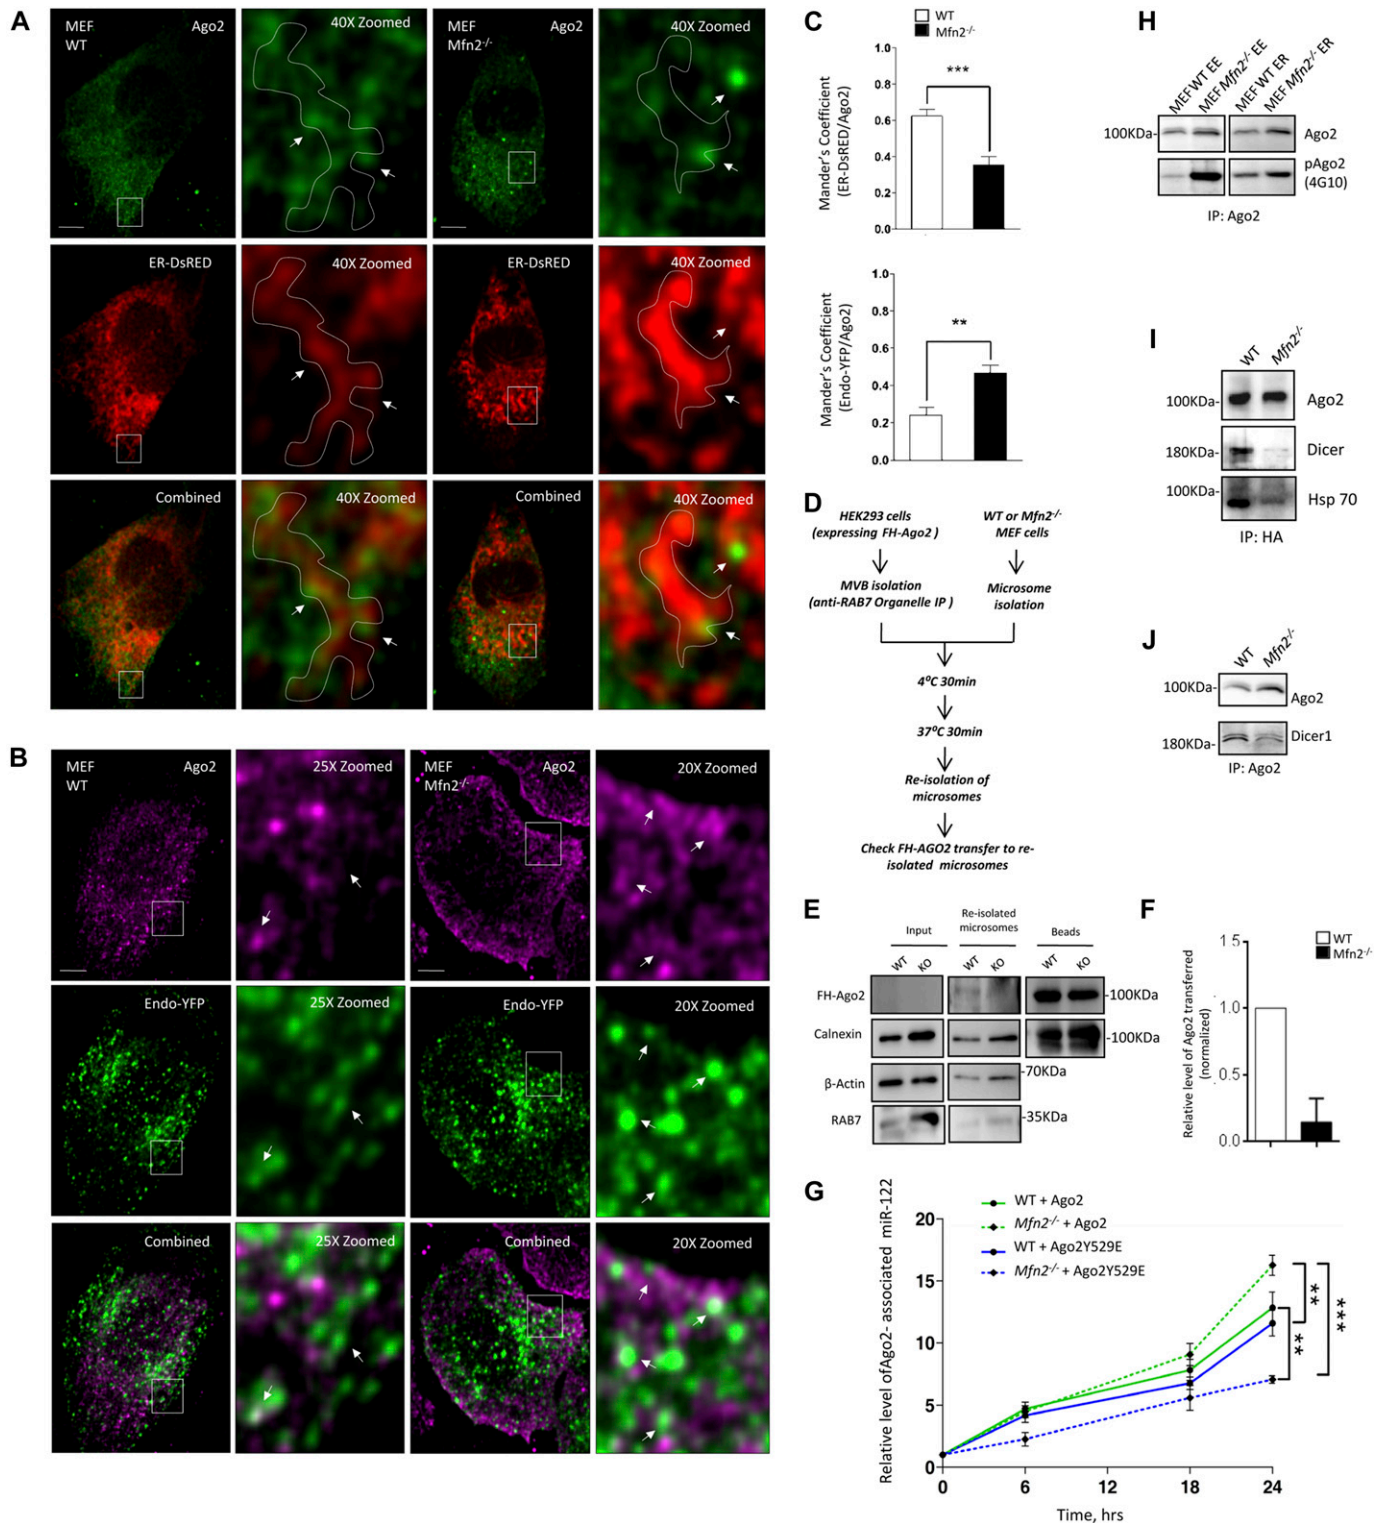 A
MEF
WT
Ago2
40X Zoomed
MEF
Mfn2-/-
Ago2
40X Zoomed
ER-DsRED
40X Zoomed
ER-DsRED
40X Zoomed
Combined
40X Zoomed
Combined
40X Zoomed
B
MEF
WT
Ago2
25X Zoomed
MEF
Mfn2-/-
Ago2
20X Zoomed
Endo-YFP
25X Zoomed
Endo-YFP
20X Zoomed
Combined
25X Zoomed
Combined
20X Zoomed
C
WT
Mfn2-/-
Mander's Coefficient
(ER-DsRED/Ago2)
1.0
0.8
0.6
0.4
0.2
0.0
***
Mander's Coefficient
(Endo-YFP/Ago2)
1.0
0.8
0.6
0.4
0.2
0.0
**
D
HEK293 cells
(expressing FH-Ago2 )
WT or Mfn2-/-
MEF cells
MVB isolation
(anti-RAB7 Organelle IP )
Microsome
isolation
4⁰C 30min
37⁰C 30min
Re-isolation of
microsomes
Check FH-AGO2 transfer to re-
isolated microsomes
E
Input
Re-isolated
microsomes
Beads
WT
KO
WT
KO
WT
KO
FH-Ago2
-100KDa
Calnexin
-100KDa
β-Actin
-70KDa
RAB7
-35KDa
F
WT
Mfn2-/-
Relative level of Ago2 transferred
(normalized)
1.5
1.0
0.5
0.0
G
Relative level ofAgo2- associated miR-122
WT + Ago2
Mfn2-/- + Ago2
WT + Ago2Y529E
Mfn2-/- + Ago2Y529E
20
15
10
5
0
0
6
12
18
24
Time, hrs
**
**
***
H
MEF WT EE
MEF Mfn2-/- EE
MEF WT ER
MEF Mfn2-/- ER
100KDa-
Ago2
pAgo2
(4G10)
IP: Ago2
I
WT
Mfn2-/-
100KDa-
Ago2
180KDa-
Dicer
100KDa-
Hsp 70
IP: HA
J
WT
Mfn2-/-
100KDa-
Ago2
180KDa-
Dicer1
IP: Ago2